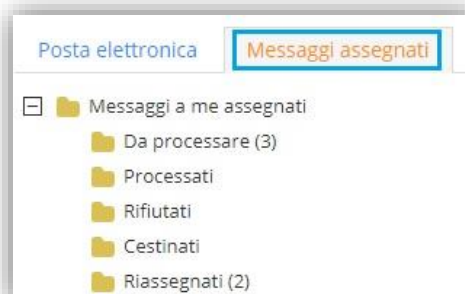 Posta elettronica Messaggi assegnati
Messaggi a me assegnati
Da processare (3)
Processati
Rifiutati
Cestinati
Riassegnati (2)